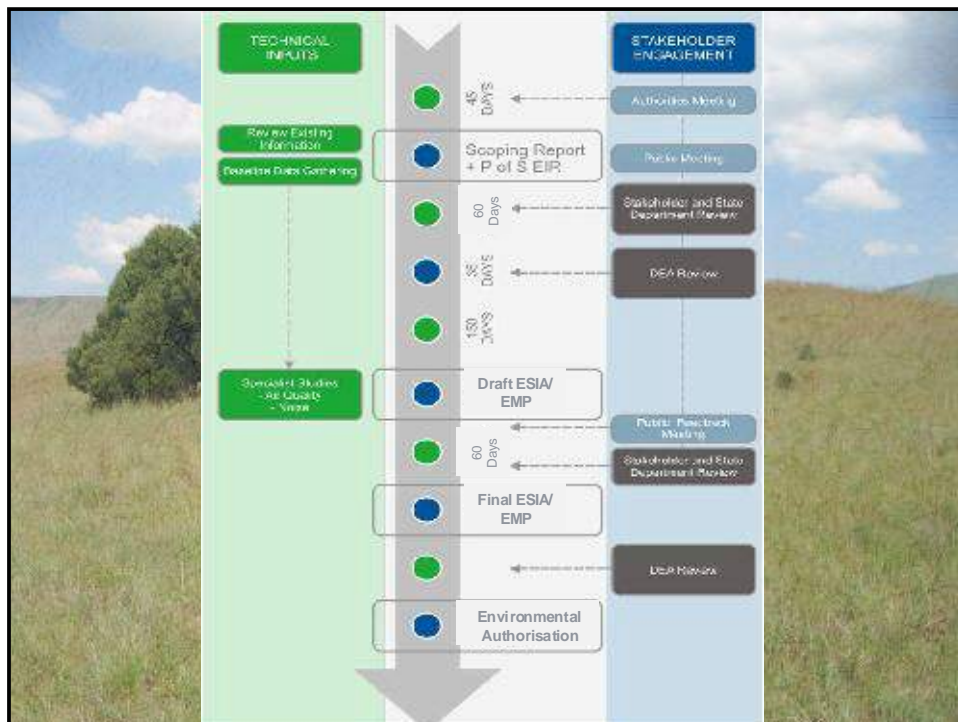 TECHNICAL
INPUTS
STAKEHOLDER
ENGAGEMENT
45
DAYS
Authorities Meeting
Review Existing
Information
Baseline Data Gathering
Scoping Report
+ P of S EIR
Public Meeting
60
Days
Stakeholder and State
Department Review
35
DAYS
DEA Review
150
DAYS
Specialist Studies
- Air Quality
- Noise
Draft ESIA/
EMP
Public Feedback
Meeting
60
Days
Stakeholder and State
Department Review
Final ESIA/
EMP
DEA Review
Environmental
Authorisation